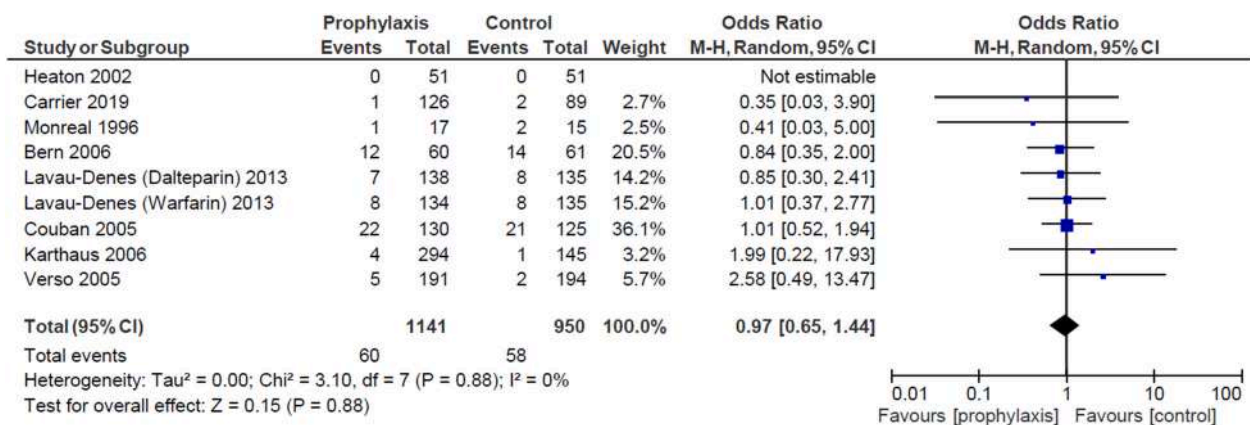 Prophylaxis Control Odds Ratio Odds Ratio
Study or Subgroup Events Total Events Total Weight M-H, Random, 95% CI M-H, Random, 95% CI
Heaton 2002 0 51 0 51 Not estimable
Carrier 2019 1 126 2 89 2.7% 0.35 [0.03, 3.90]
Monreal 1996 1 17 2 15 2.5% 0.41 [0.03, 5.00]
Bern 2006 12 60 14 61 20.5% 0.84 [0.35, 2.00]
Lavau-Denes (Dalteparin) 2013 7 138 8 135 14.2% 0.85 [0.30, 2.41]
Lavau-Denes (Warfarin) 2013 8 134 8 135 15.2% 1.01 [0.37, 2.77]
Couban 2005 22 130 21 125 36.1% 1.01 [0.52, 1.94]
Karthaus 2006 4 294 1 145 3.2% 1.99 [0.22, 17.93]
Verso 2005 5 191 2 194 5.7% 2.58 [0.49, 13.47]
Total (95% CI) 1141 950 100.0% 0.97 [0.65, 1.44]
Total events 60 58
Heterogeneity: Tau² = 0.00; Chi² = 3.10, df = 7 (P = 0.88); I² = 0%
Test for overall effect: Z = 0.15 (P = 0.88)
0.01 0.1 1 10 100
Favours [prophylaxis] Favours [control]